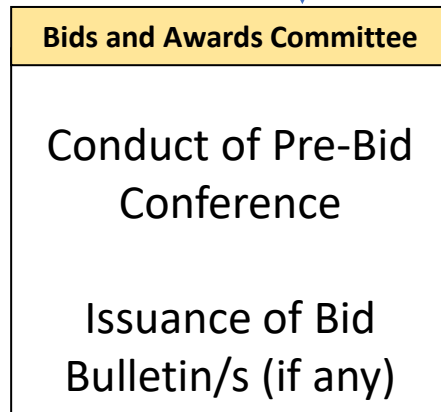 Bids and Awards Committee
Conduct of Pre-Bid
Conference
Issuance of Bid
Bulletin/s (if any)